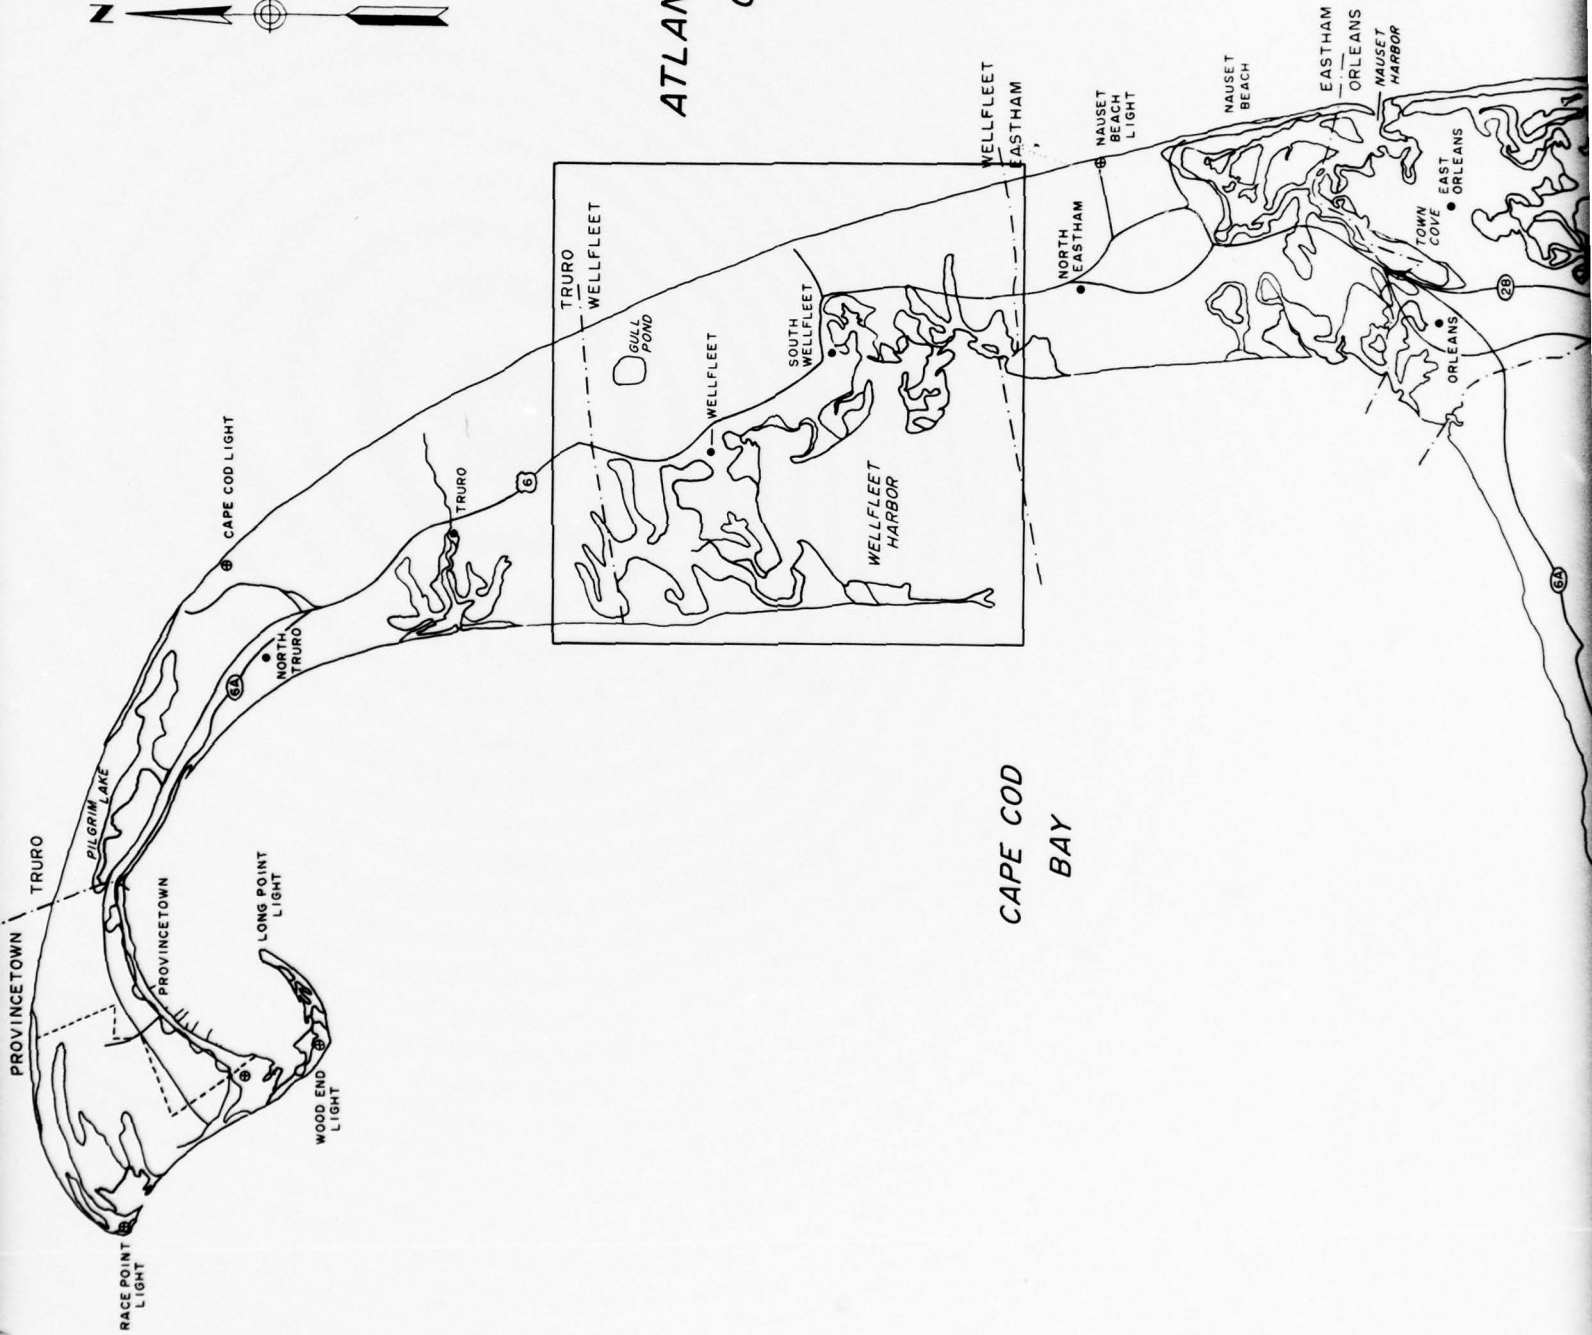 N
ATLAN
PROVINCETOWN
TRURO
PILGRIM
LAKE
PROVINCETOWN
LONG POINT
LIGHT
WOOD END
LIGHT
RACE POINT
LIGHT
CAPE COD LIGHT
NORTH
TRURO
6A
TRURO
6
TRURO
WELLFLEET
GULL
POND
WELLFLEET
SOUTH
WELLFLEET
WELLFLEET
HARBOR
WELLFLEET
EASTHAM
NAUSET
BEACH
LIGHT
NORTH
EASTHAM
NAUSET
BEACH
EASTHAM
ORLEANS
NAUSET
HARBOR
TOWN
COVE
EAST
ORLEANS
28
ORLEANS
6A
CAPE COD
BAY